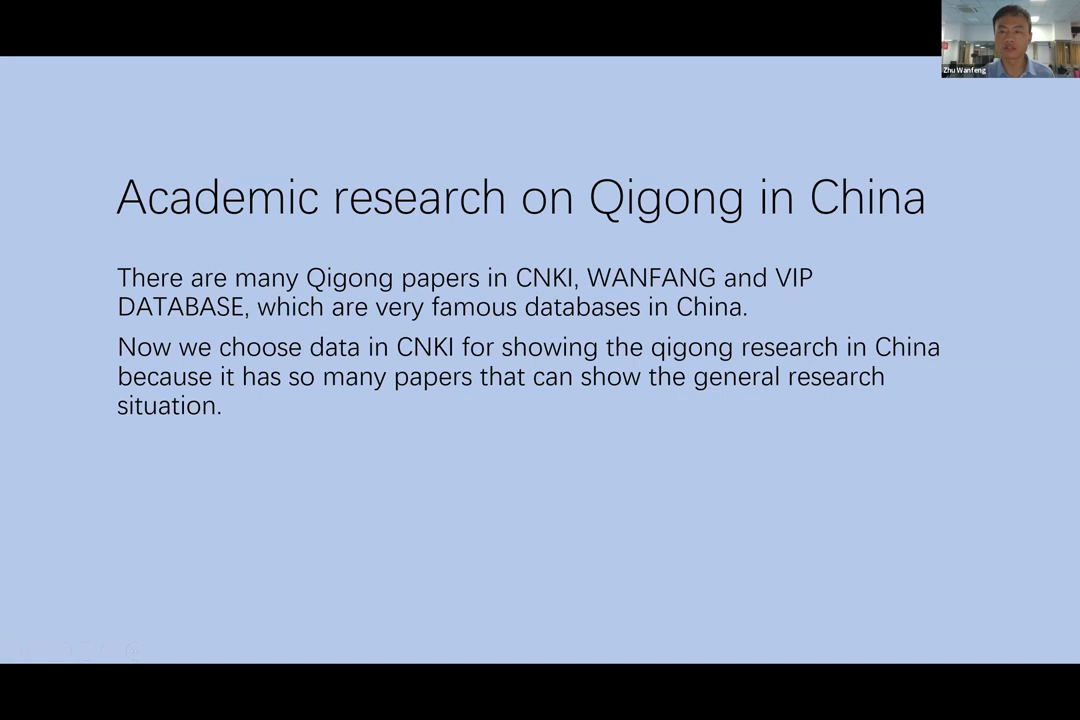 Zhu Wanfeng
Academic research on Qigong in China
There are many Qigong papers in CNKI, WANFANG and VIP
DATABASE, which are very famous databases in China.
Now we choose data in CNKI for showing the qigong research in China
because it has so many papers that can show the general research
situation.